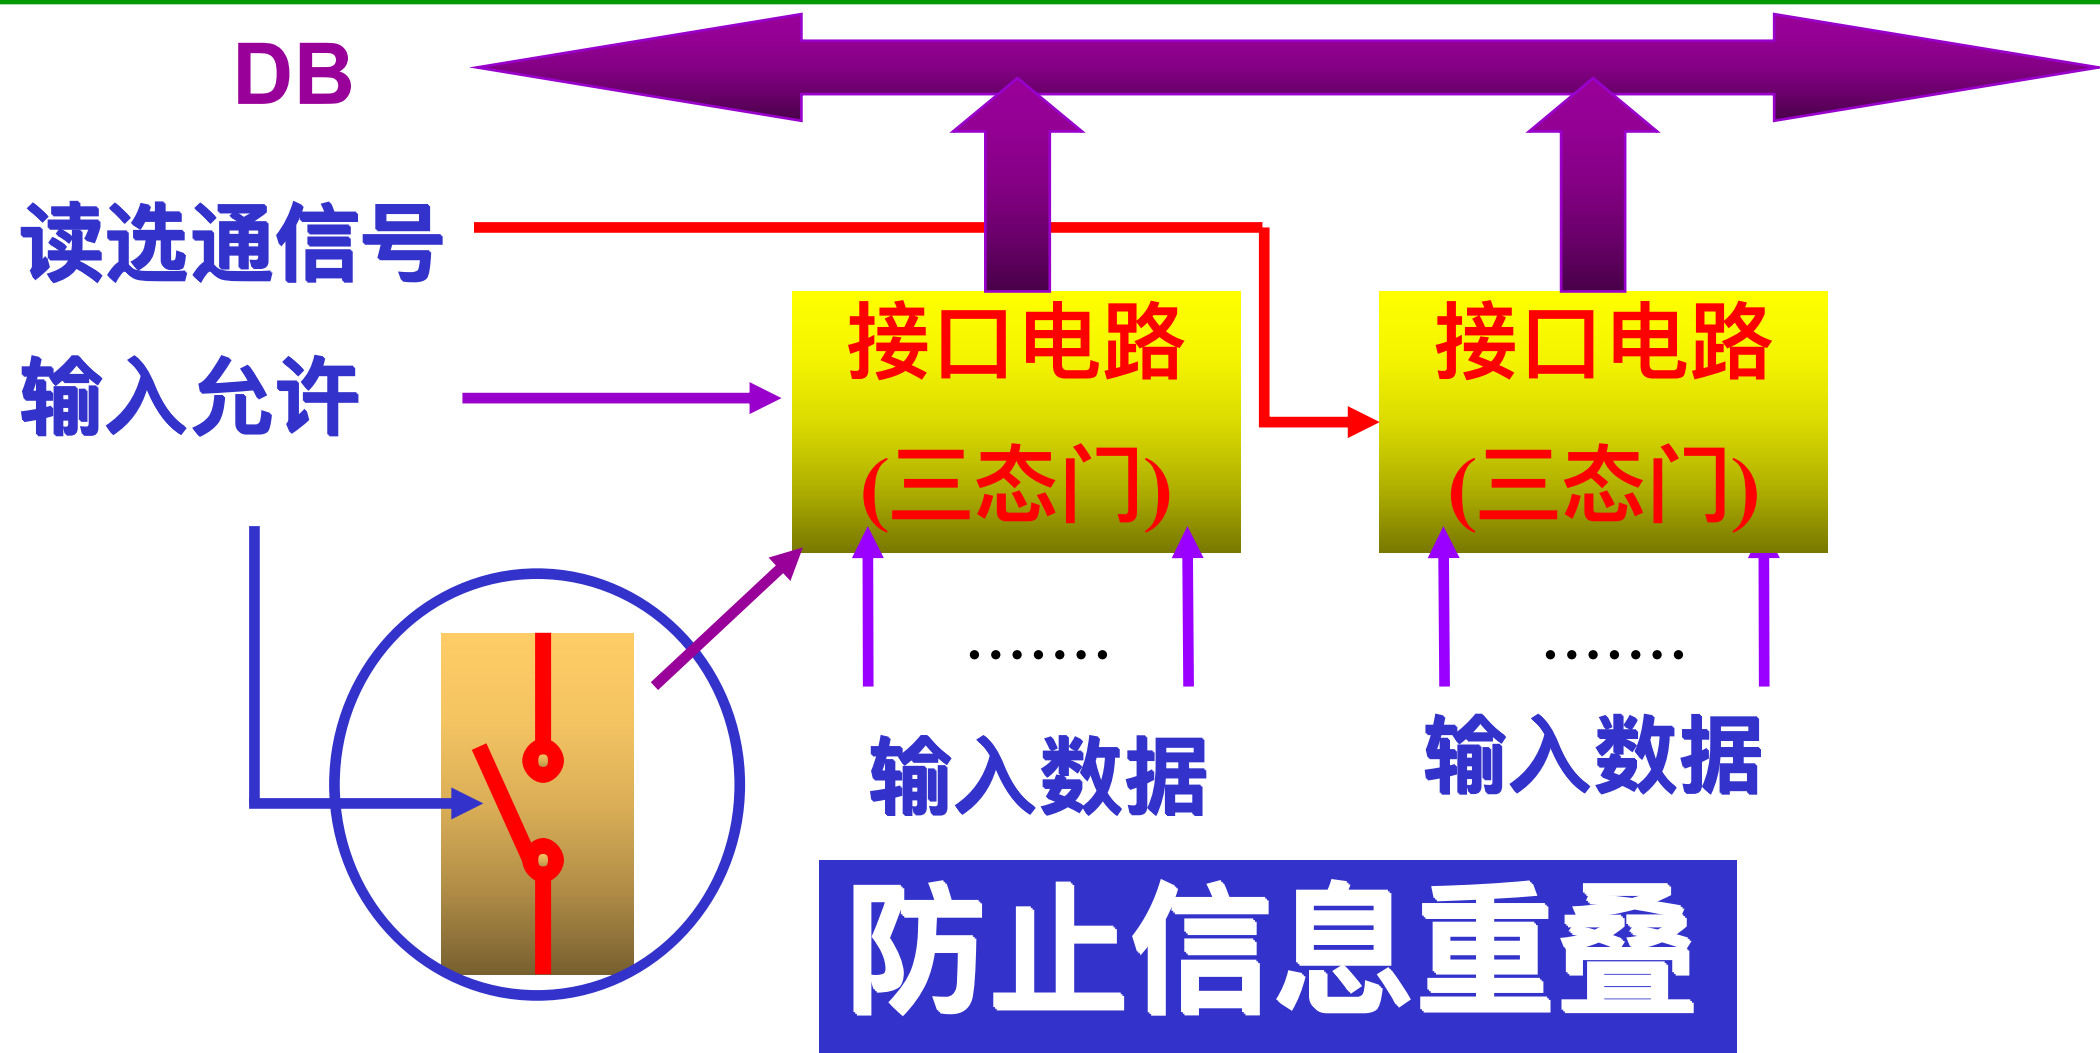 DB
读选通信号
输入允许
接口电路
(三态门)
接口电路
(三态门)
·······
·······
输入数据
输入数据
防止信息重叠